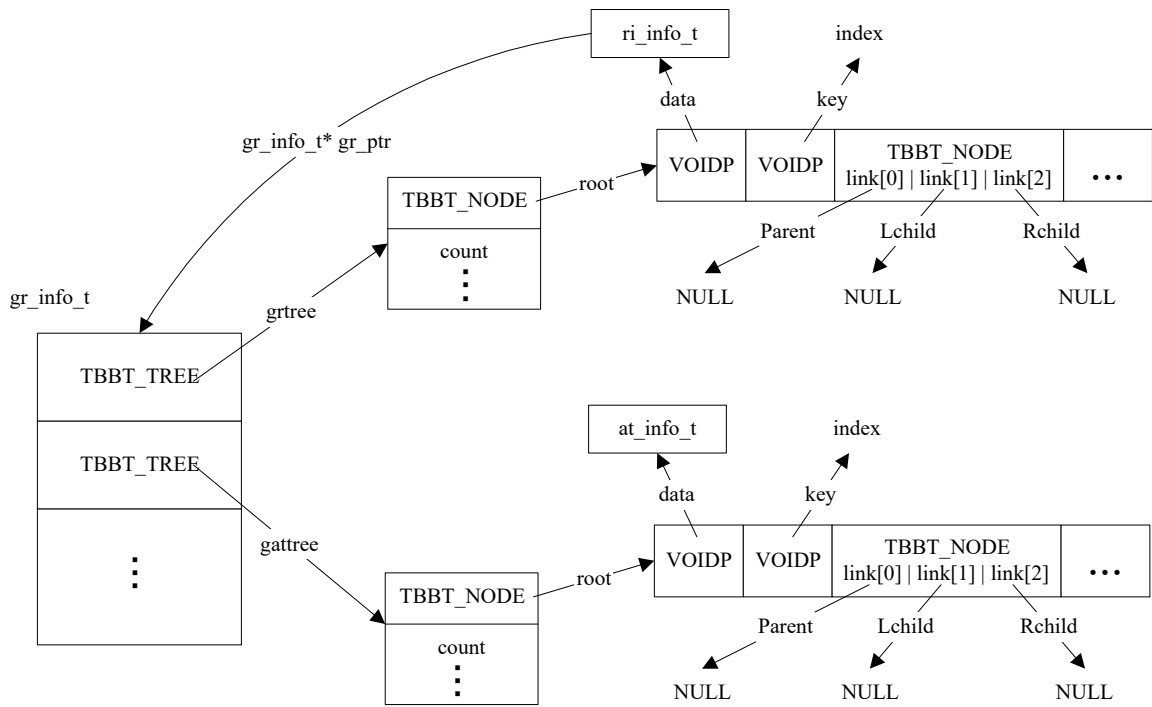 ri_info_t
index
data
key
gr_info_t* gr_ptr
TBBT_NODE
root
VOIDP
VOIDP
TBBT_NODE
link[0] | link[1] | link[2]
...
count
Parent
Lchild
Rchild
NULL
NULL
NULL
gr_info_t
grtree
TBBT_TREE
TBBT_TREE
gattree
at_info_t
index
data
key
TBBT_NODE
root
VOIDP
VOIDP
TBBT_NODE
link[0] | link[1] | link[2]
...
count
Parent
Lchild
Rchild
NULL
NULL
NULL